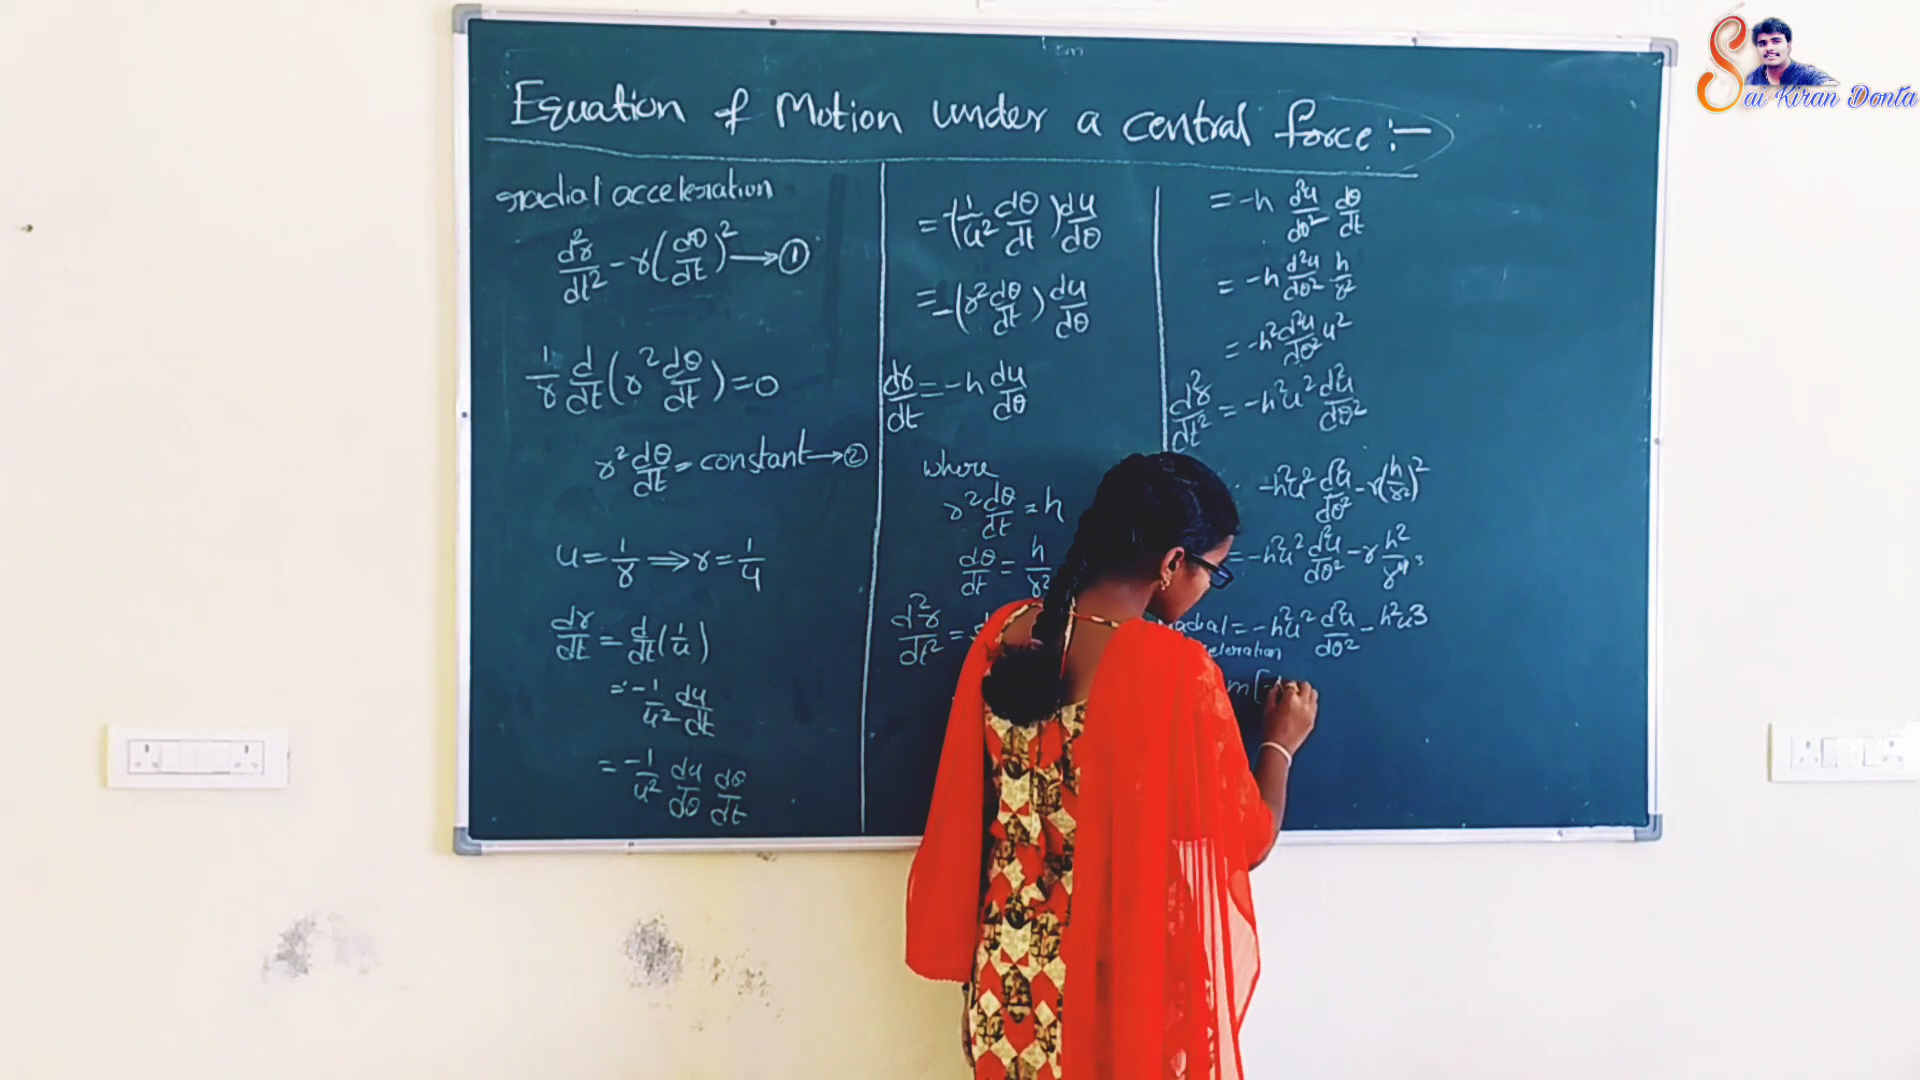 Equation of Motion under a central force:-
radial acceleration
d²r/dt² - r(dθ/dt)² → ①
1/r d/dt(r² dθ/dt) = 0
r² dθ/dt = constant → ②
u = 1/r ⇒ r = 1/u
dr/dt = d/dt(1/u)
= -1/u² du/dt
= -1/u² du/dθ dθ/dt
= -(1/u² dθ/dt) du/dθ
= -(r² dθ/dt) du/dθ
dr/dt = -h du/dθ
where
r² dθ/dt = h
dθ/dt = h/r²
d²r/dt² =
= -h d²u/dθ² dθ/dt
= -h d²u/dθ² h/r²
= -h² d²u/dθ² u²
d²r/dt² = -h²u² d²u/dθ²
-h²u² d²u/dθ² - r(h/r²)²
= -h²u² d²u/dθ² - r h²/r⁴ ³
radial = -h²u² d²u/dθ² - h²u3
celeration
m[-
Sai Kiran Donta